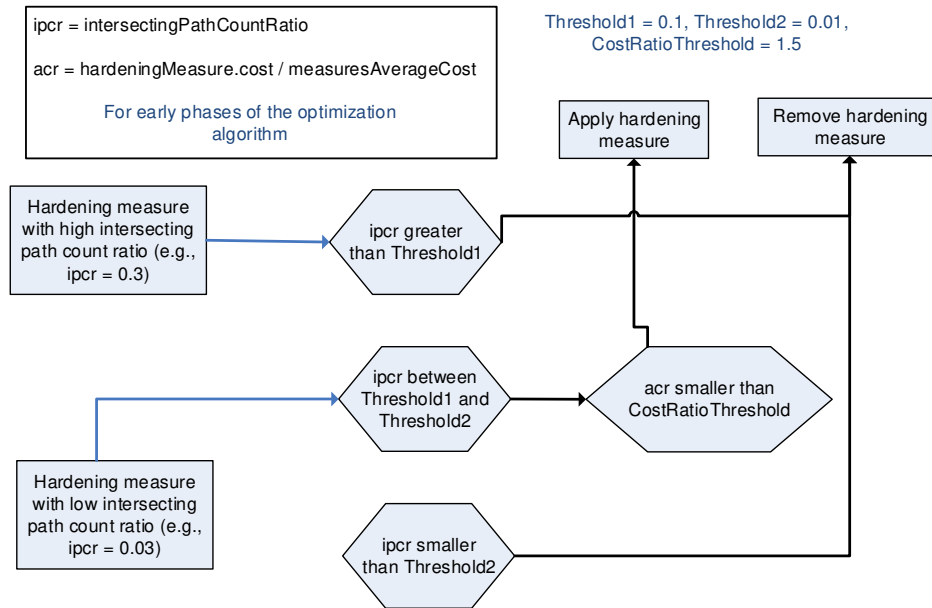 ipcr = intersectingPathCountRatio
acr = hardeningMeasure.cost / measuresAverageCost
For early phases of the optimization
algorithm
Threshold1 = 0.1, Threshold2 = 0.01,
CostRatioThreshold = 1.5
Apply hardening
measure
Remove hardening
measure
Hardening measure
with high intersecting
path count ratio (e.g.,
ipcr = 0.3)
ipcr greater
than Threshold1
ipcr between
Threshold1 and
Threshold2
acr smaller than
CostRatioThreshold
Hardening measure
with low intersecting
path count ratio (e.g.,
ipcr = 0.03)
ipcr smaller
than Threshold2